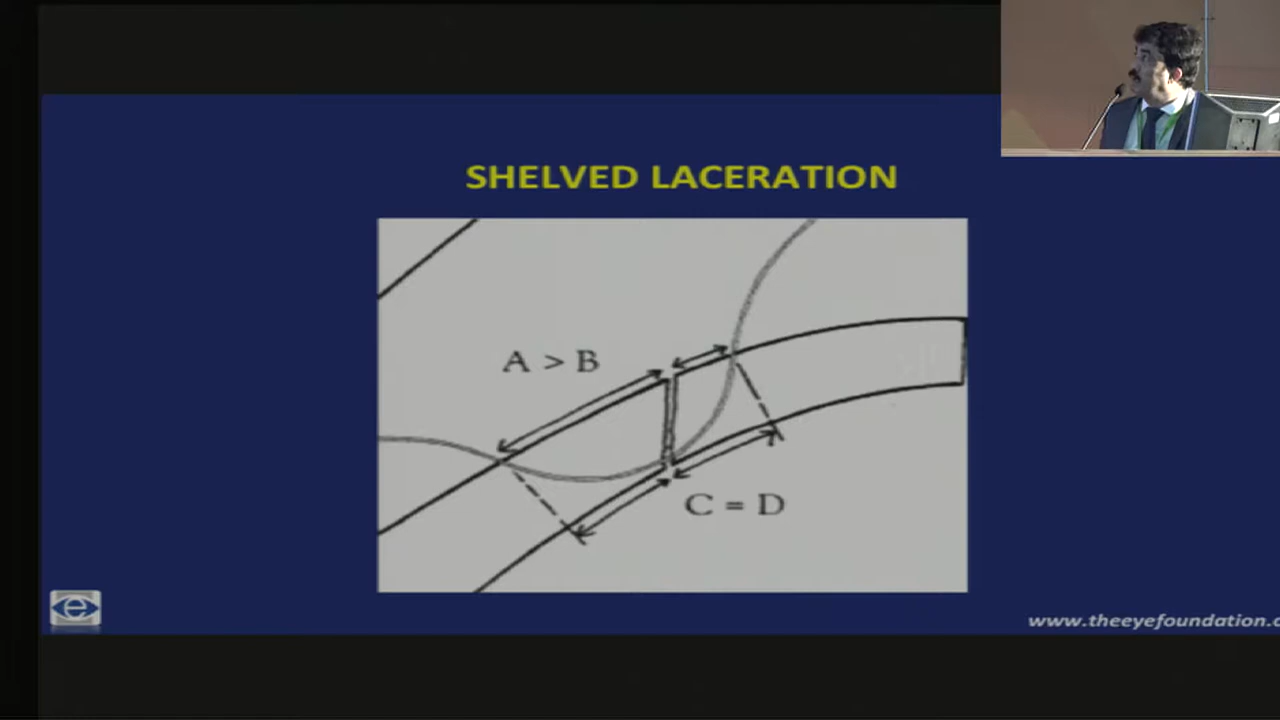 SHELVED LACERATION
A > B
C = D
e
www.theeyefoundation.c